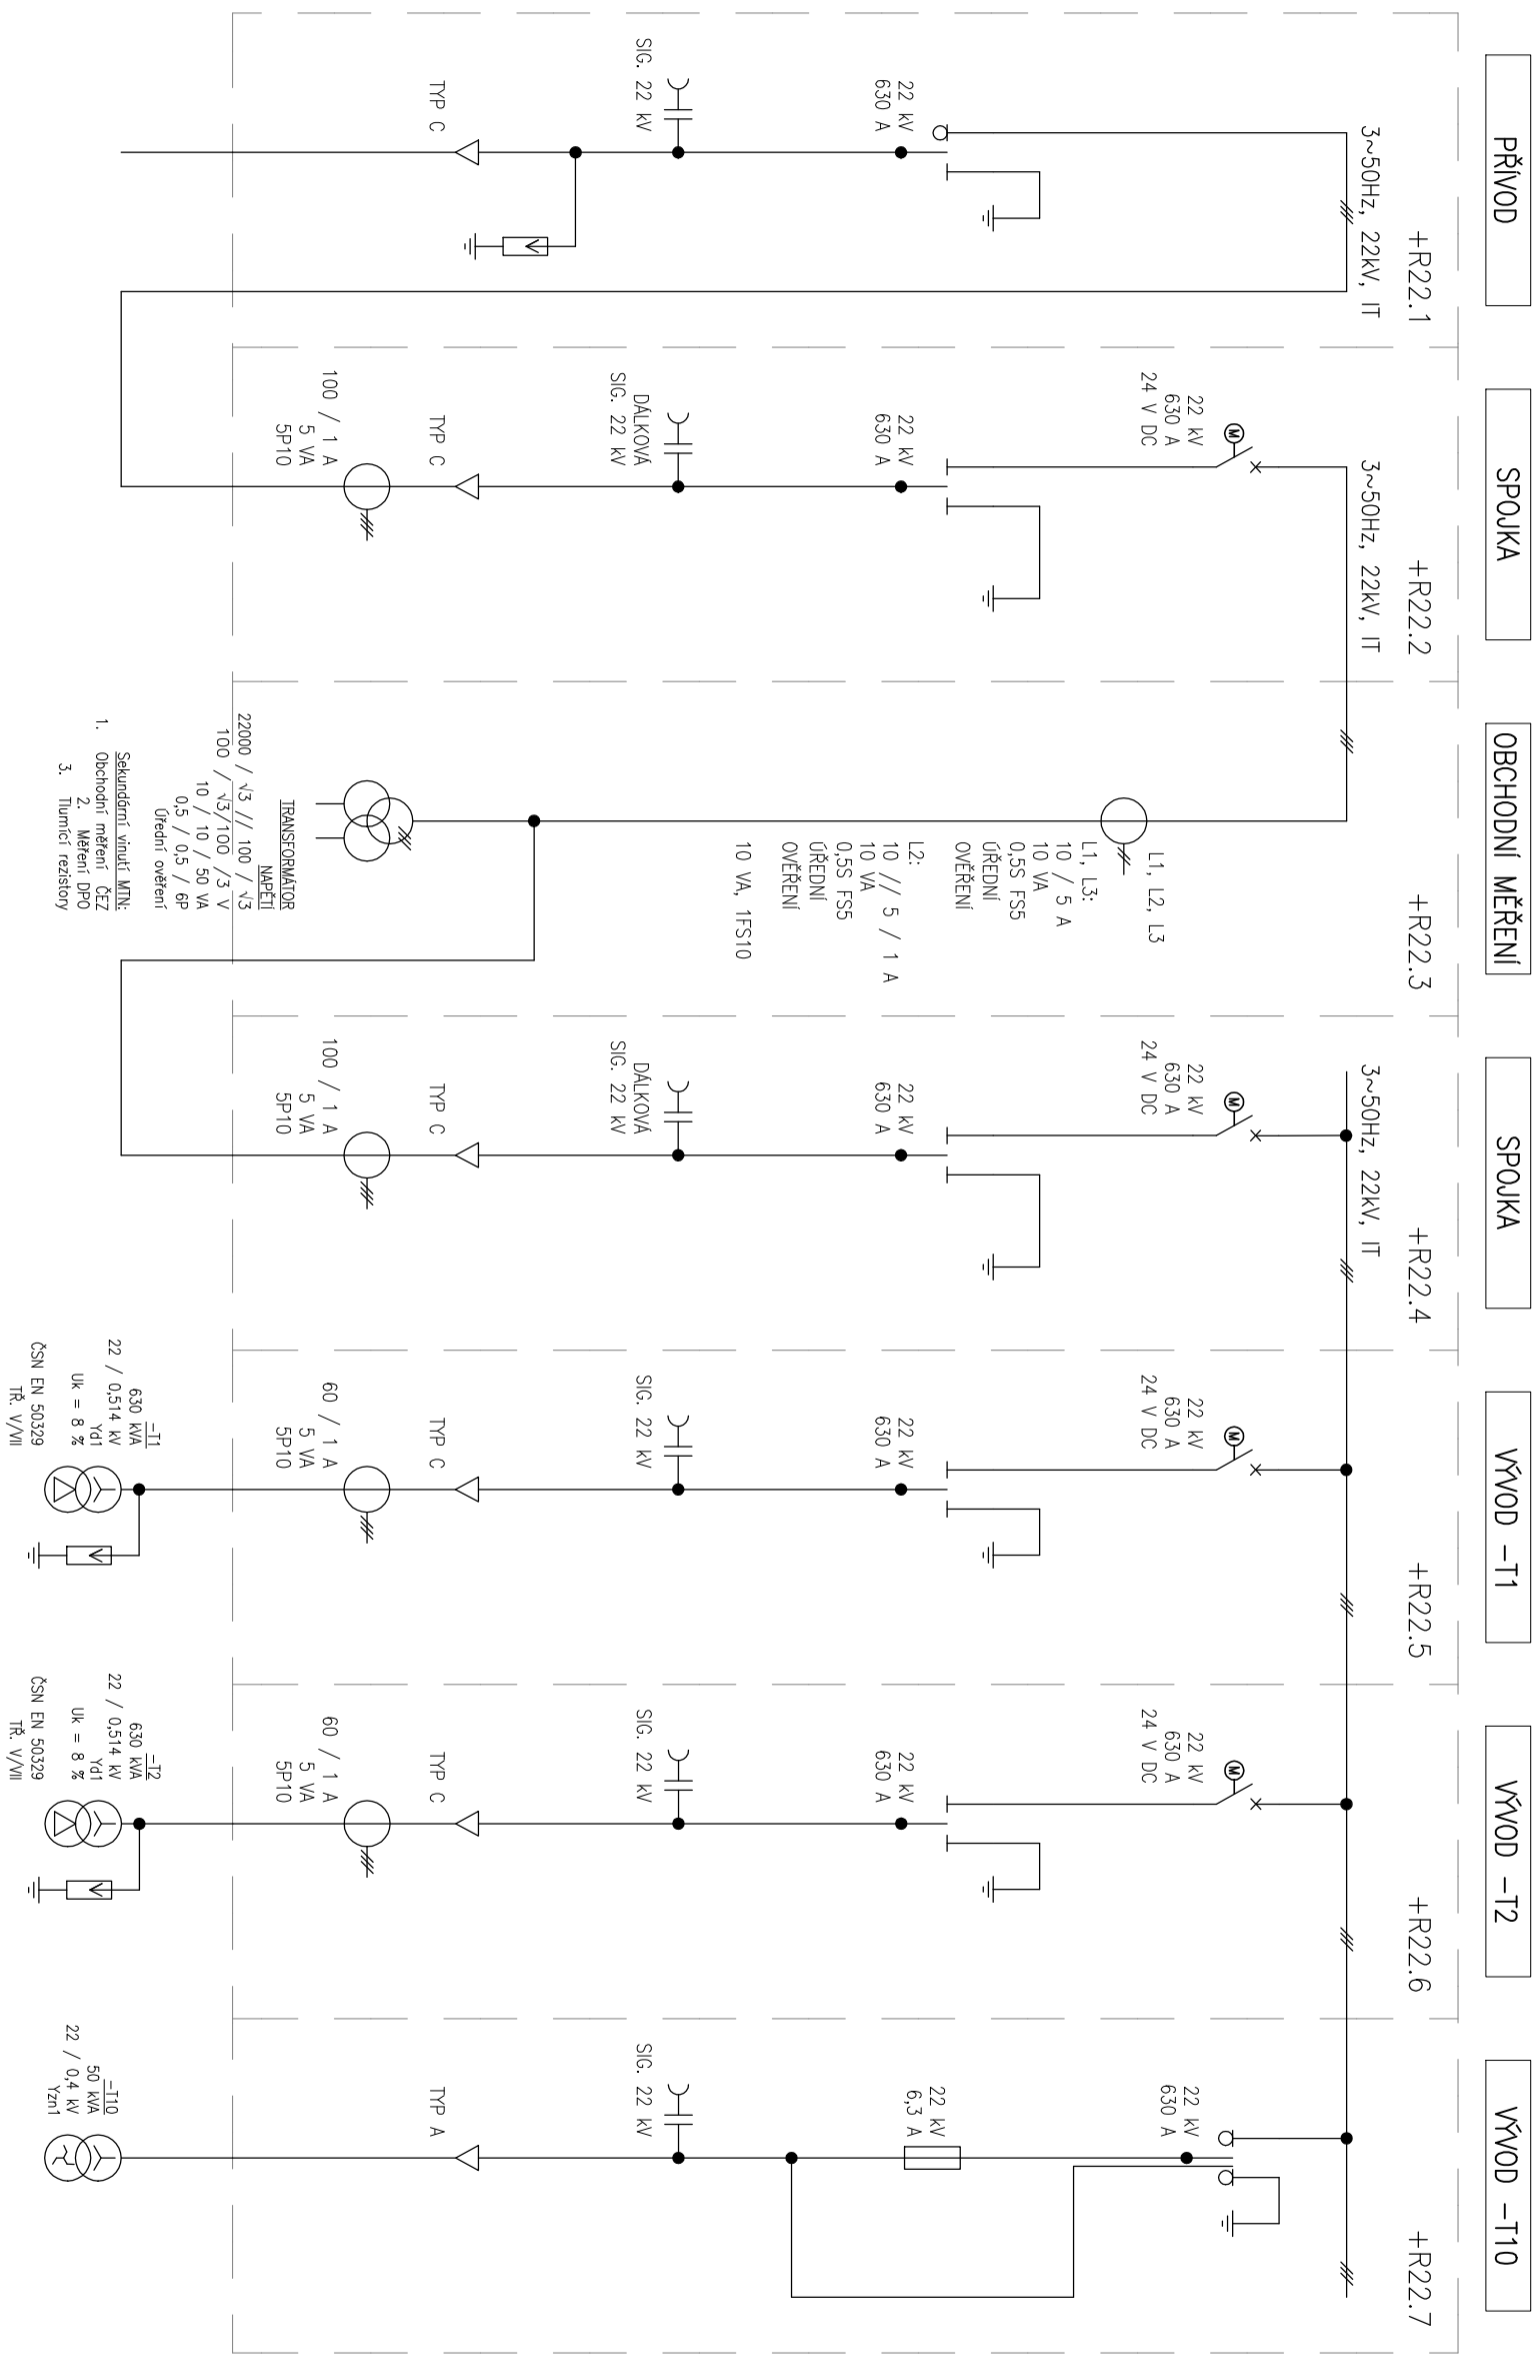 PŘÍVOD
+R22.1
3~50Hz, 22kV, IT
22 kV
630 A
SIG. 22 kV
TYP C
SPOJKA
+R22.2
3~50Hz, 22kV, IT
22 kV
630 A
24 V DC
M
22 kV
630 A
DÁLKOVÁ
SIG. 22 kV
TYP C
100 / 1 A
5 VA
5P10
OBCHODNÍ MĚŘENÍ
+R22.3
L1, L2, L3
L1, L3:
10 / 5 A
10 VA
0,5S FS5
ÚŘEDNÍ
OVĚŘENÍ
L2:
10 // 5 / 1 A
10 VA
0,5S FS5
ÚŘEDNÍ
OVĚŘENÍ
10 VA, 1FS10
TRANSFORMÁTOR
NAPĚTÍ
22000 / √3 // 100 / √3
100 / √3/100 /3 V
10 / 10 / 50 VA
0,5 / 0,5 / 6P
Úřední ověření
Sekundární vinutí MTN:
1. Obchodní měření ČEZ
2. Měření DPO
3. Tlumící rezistory
SPOJKA
+R22.4
3~50Hz, 22kV, IT
22 kV
630 A
24 V DC
M
22 kV
630 A
DÁLKOVÁ
SIG. 22 kV
TYP C
100 / 1 A
5 VA
5P10
VÝVOD -T1
+R22.5
22 kV
630 A
24 V DC
M
22 kV
630 A
SIG. 22 kV
TYP C
60 / 1 A
5 VA
5P10
-T1
630 kVA
22 / 0,514 kV
Yd1
Uk = 8 %
ČSN EN 50329
TŘ. V/VII
VÝVOD -T2
+R22.6
22 kV
630 A
24 V DC
M
22 kV
630 A
SIG. 22 kV
TYP C
60 / 1 A
5 VA
5P10
-T2
630 kVA
22 / 0,514 kV
Yd1
Uk = 8 %
ČSN EN 50329
TŘ. V/VII
VÝVOD -T10
+R22.7
22 kV
630 A
22 kV
6,3 A
SIG. 22 kV
TYP A
-T10
50 kVA
22 / 0,4 kV
Yzn1